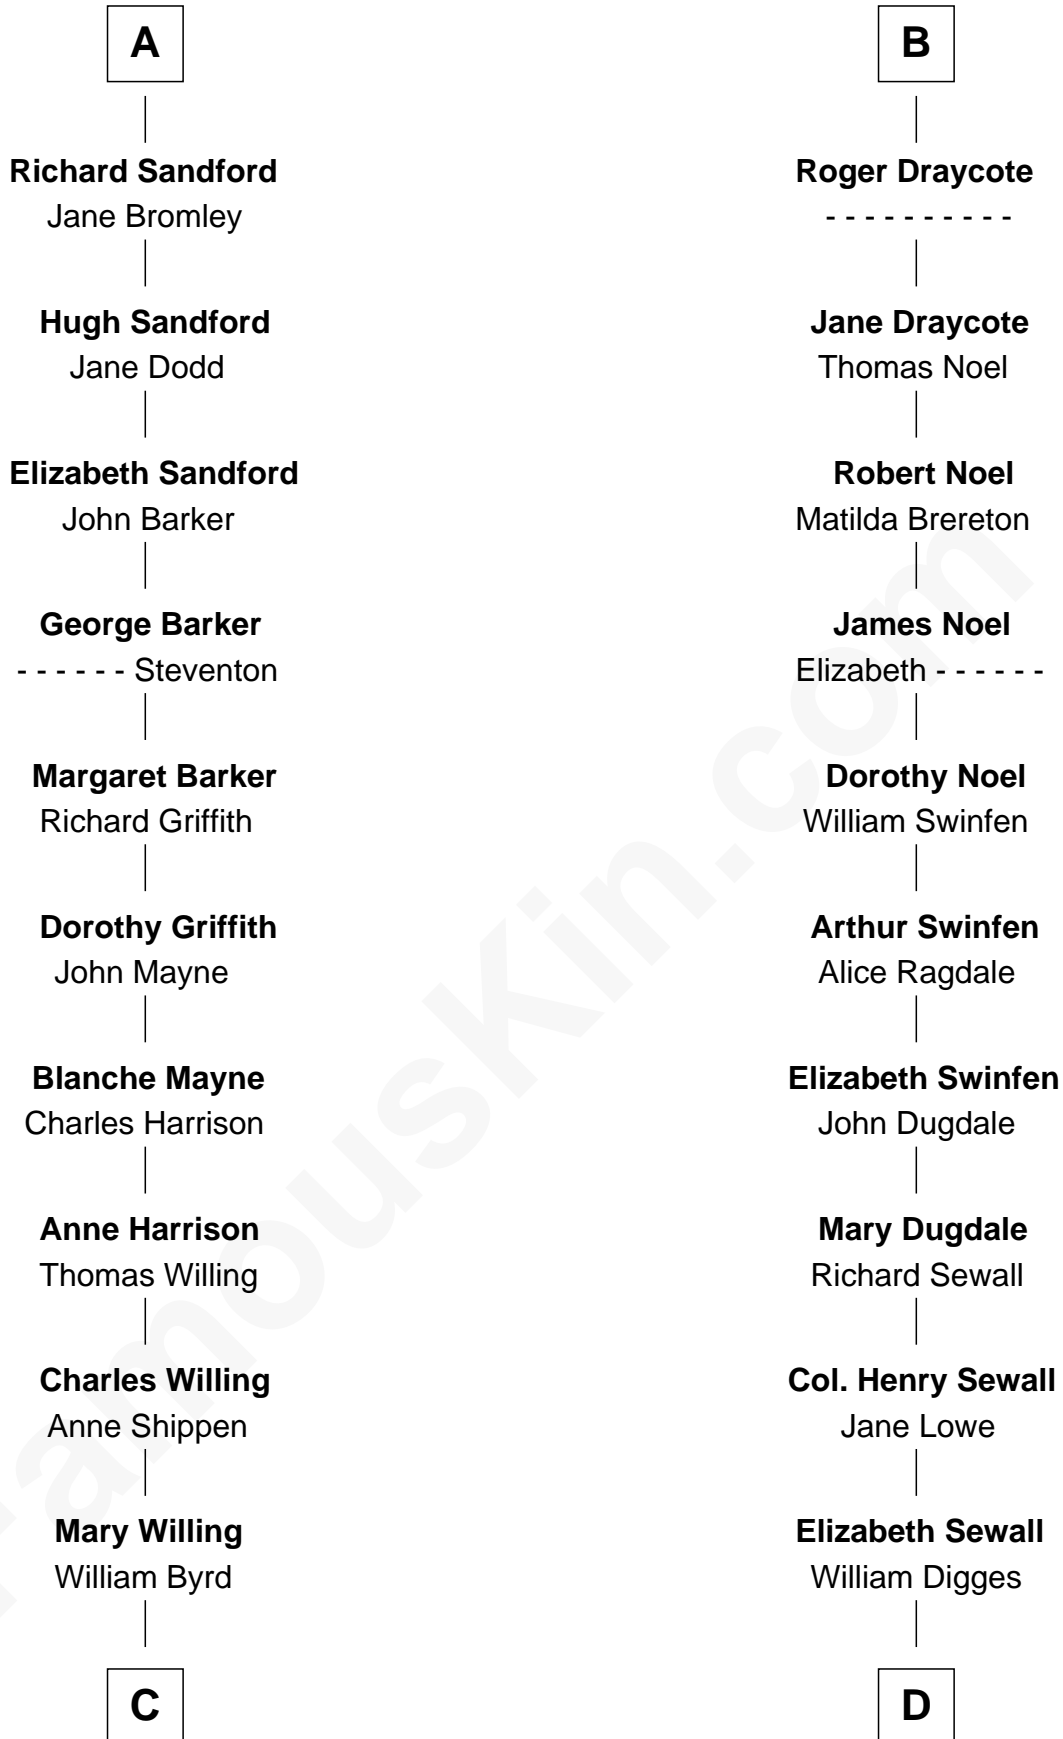 A
Richard Sandford
Jane Bromley
Hugh Sandford
Jane Dodd
Elizabeth Sandford
John Barker
George Barker
- - - - - - Steventon
Margaret Barker
Richard Griffith
Dorothy Griffith
John Mayne
Blanche Mayne
Charles Harrison
Anne Harrison
Thomas Willing
Charles Willing
Anne Shippen
Mary Willing
William Byrd
C
B
Roger Draycote
- - - - - - - - - -
Jane Draycote
Thomas Noel
Robert Noel
Matilda Brereton
James Noel
Elizabeth - - - - - -
Dorothy Noel
William Swinfen
Arthur Swinfen
Alice Ragdale
Elizabeth Swinfen
John Dugdale
Mary Dugdale
Richard Sewall
Col. Henry Sewall
Jane Lowe
Elizabeth Sewall
William Digges
D
FamousKin.com